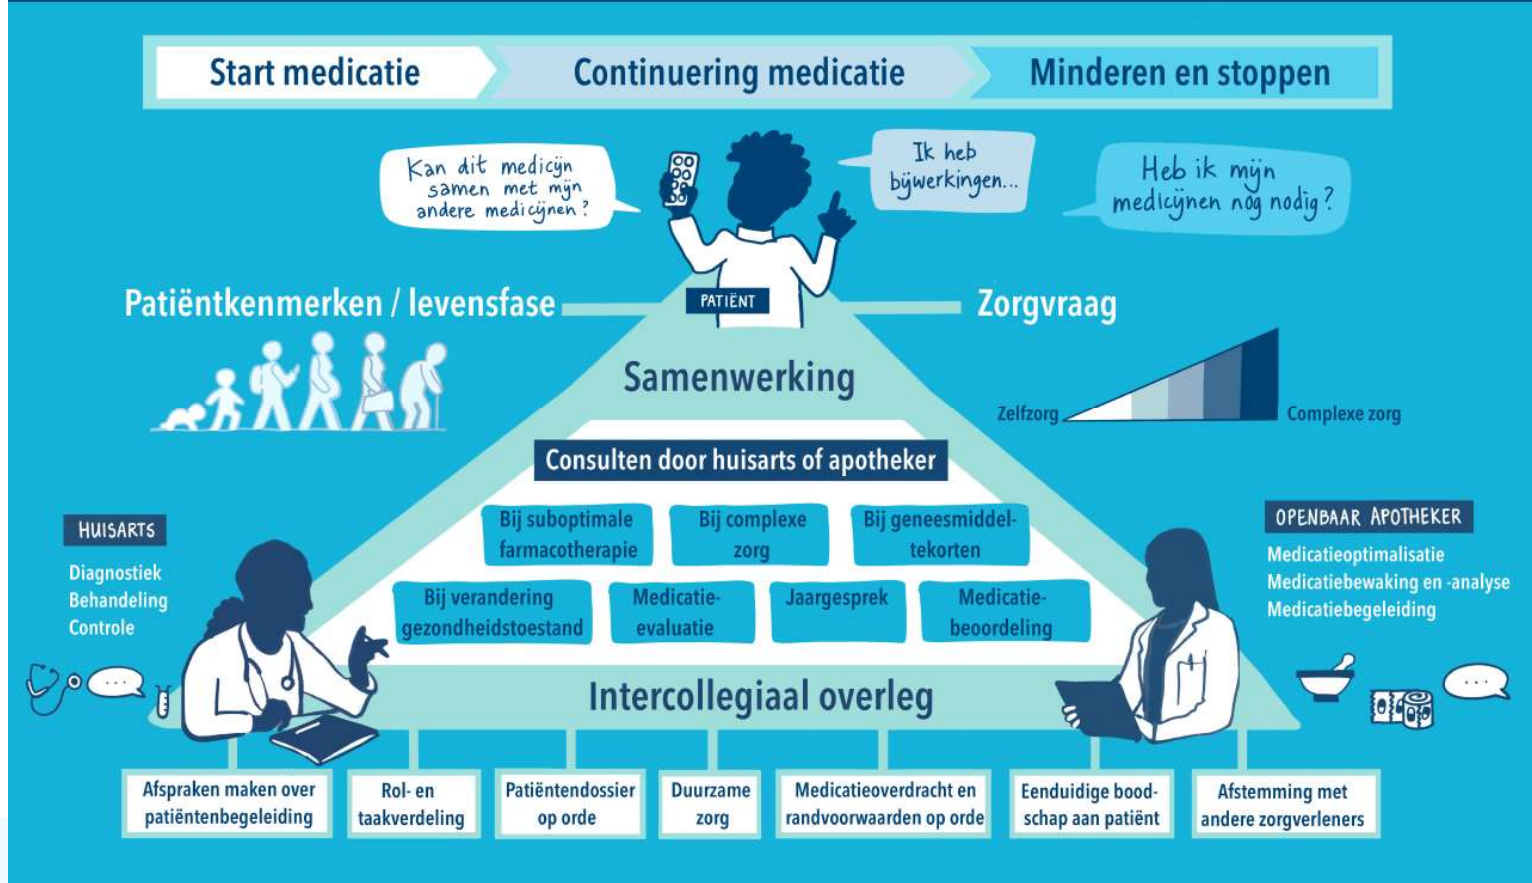 Start medicatie
Continuering medicatie
Minderen en stoppen
Kan dit medicijn
samen met mijn
andere medicijnen?
Ik heb
bijwerkingen...
Heb ik mijn
medicijnen nog nodig?
Patiëntkenmerken / levensfase
PATIËNT
Zorgvraag
Samenwerking
Zelfzorg
Complexe zorg
Consulten door huisarts of apotheker
Bij suboptimale
farmacotherapie
Bij complexe
zorg
Bij geneesmiddel-
tekorten
Bij verandering
gezondheidstoestand
Medicatie-
evaluatie
Jaargesprek
Medicatie-
beoordeling
HUISARTS
Diagnostiek
Behandeling
Controle
OPENBAAR APOTHEKER
Medicatieoptimalisatie
Medicatiebewaking en -analyse
Medicatiebegeleiding
Intercollegiaal overleg
Afspraken maken over
patiëntenbegeleiding
Rol- en
taakverdeling
Patiëntendossier
op orde
Duurzame
zorg
Medicatieoverdracht en
randvoorwaarden op orde
Eenduidige bood-
schap aan patiënt
Afstemming met
andere zorgverleners